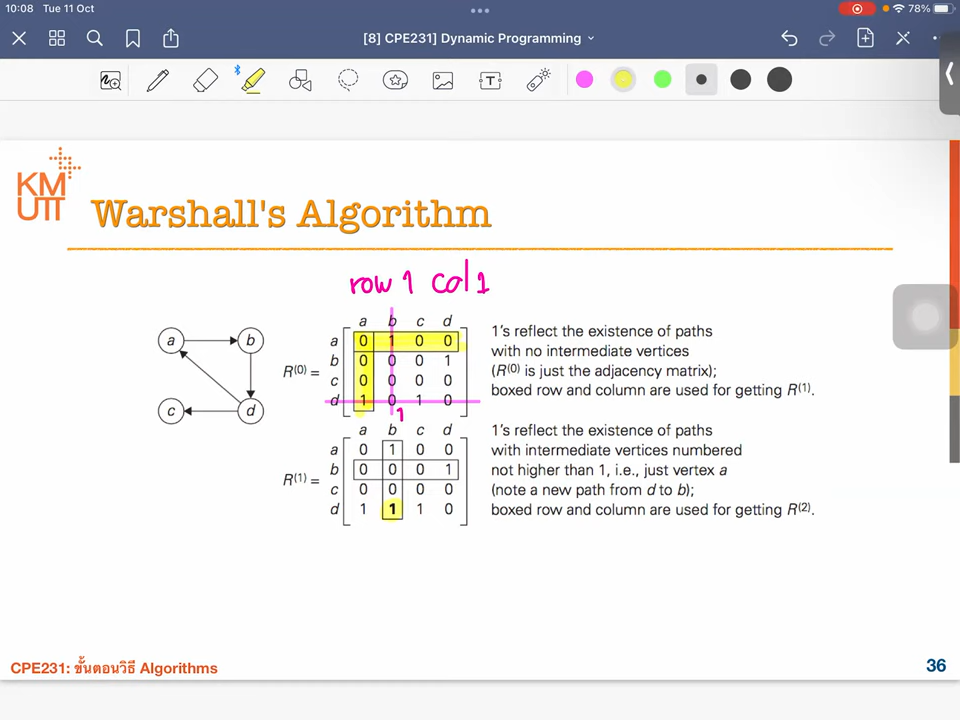 10:08 Tue 11 Oct
78%
[8] CPE231] Dynamic Programming
T
KM
UTT
Warshall's Algorithm
row 1 col 1
a b c d
a 0 1 0 0
b 0 0 0 1
c 0 0 0 0
d 1 0 1 0
1
R(0) =
1's reflect the existence of paths
with no intermediate vertices
(R(0) is just the adjacency matrix);
boxed row and column are used for getting R(1).
a b
c d
a b c d
a 0 1 0 0
b 0 0 0 1
c 0 0 0 0
d 1 1 1 0
R(1) =
1's reflect the existence of paths
with intermediate vertices numbered
not higher than 1, i.e., just vertex a
(note a new path from d to b);
boxed row and column are used for getting R(2).
CPE231: ขั้นตอนวิธี Algorithms
36